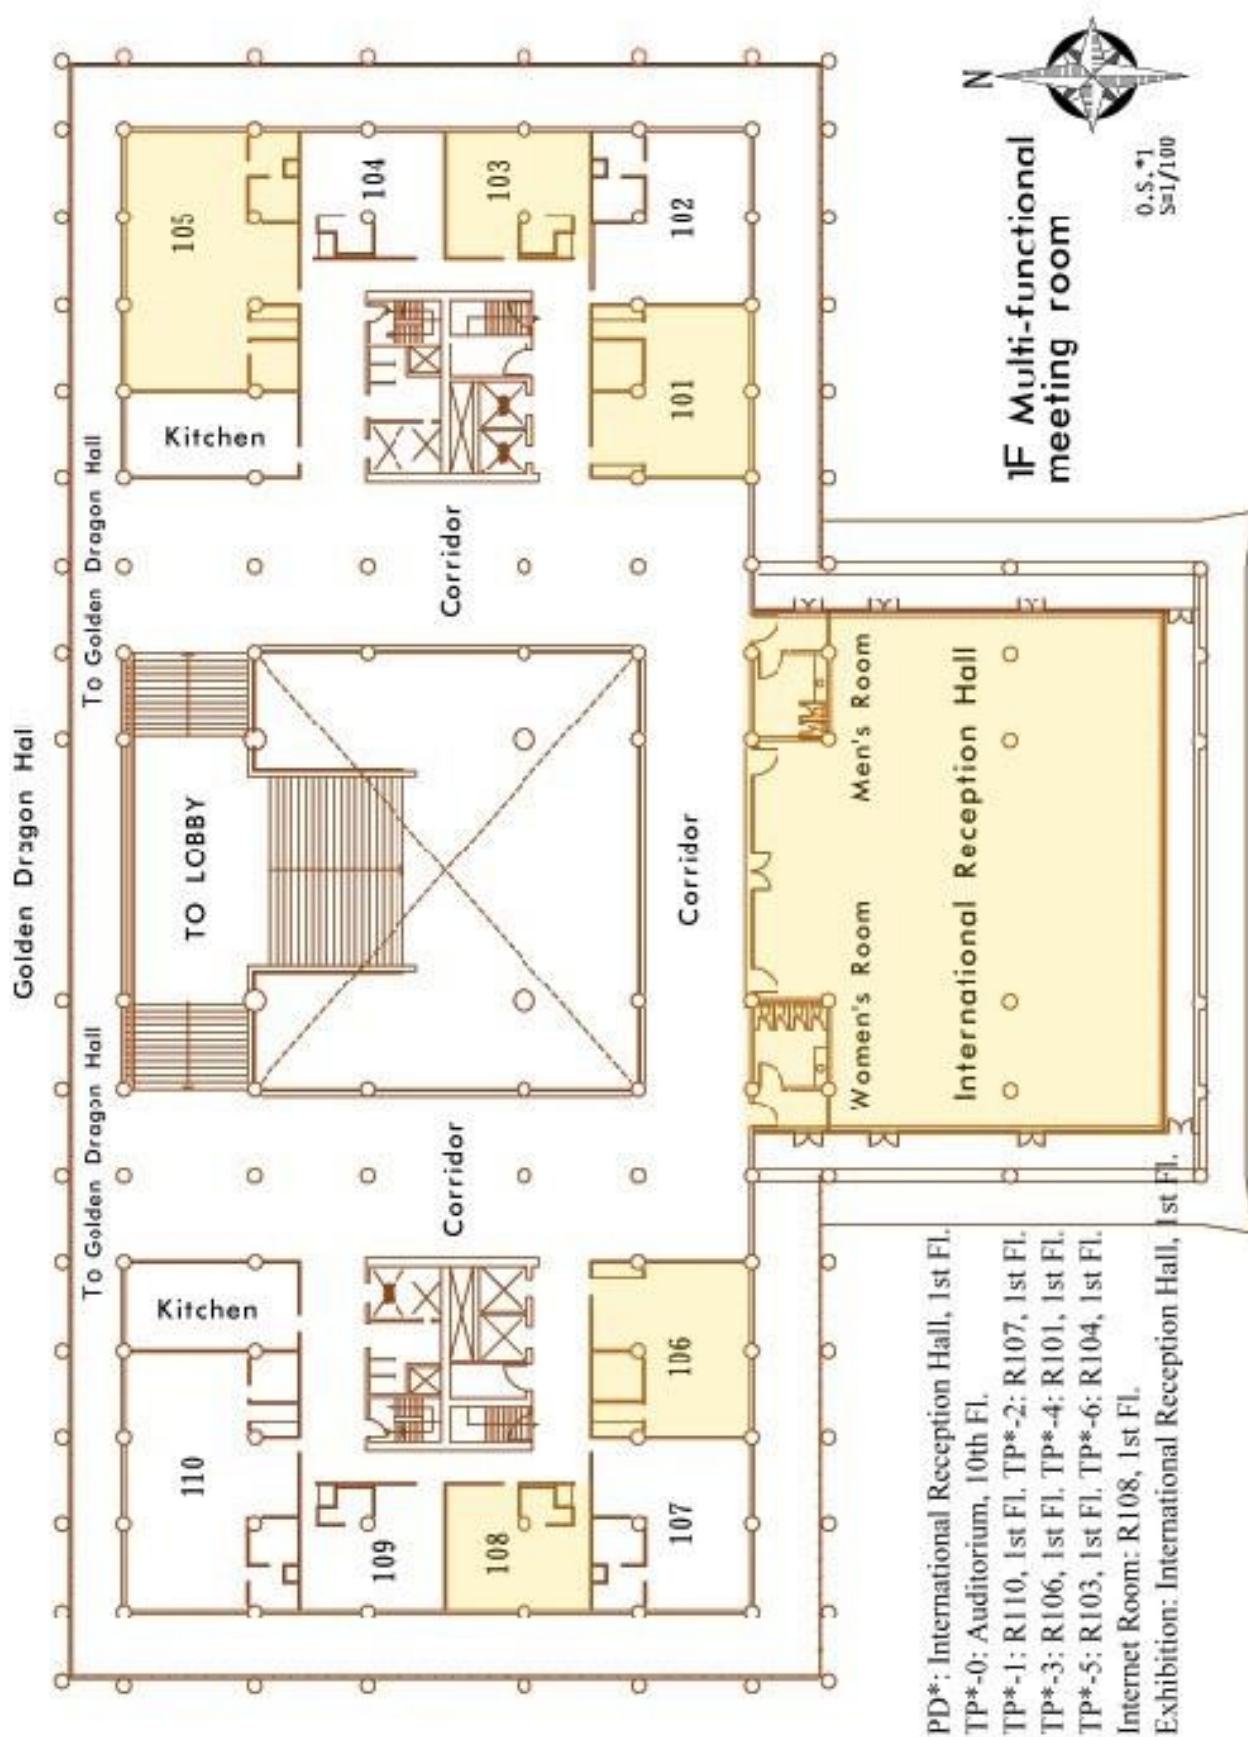 Golden Dragon Hal
To Golden Dragon Hall
To Golden Dragon Hall
110
Kitchen
TO LOBBY
Kitchen
105
109
104
108
Corridor
Corridor
103
107
106
Corridor
101
102
Women's Room
Men's Room
International Reception Hall
N
1F Multi-functional
meeting room
O.S.*1
S=1/100
PD*: International Reception Hall, 1st Fl.
TP*-0: Auditorium, 10th Fl.
TP*-1: R110, 1st Fl. TP*-2: R107, 1st Fl.
TP*-3: R106, 1st Fl. TP*-4: R101, 1st Fl.
TP*-5: R103, 1st Fl. TP*-6: R104, 1st Fl.
Internet Room: R108, 1st Fl.
Exhibition: International Reception Hall, 1st Fl.